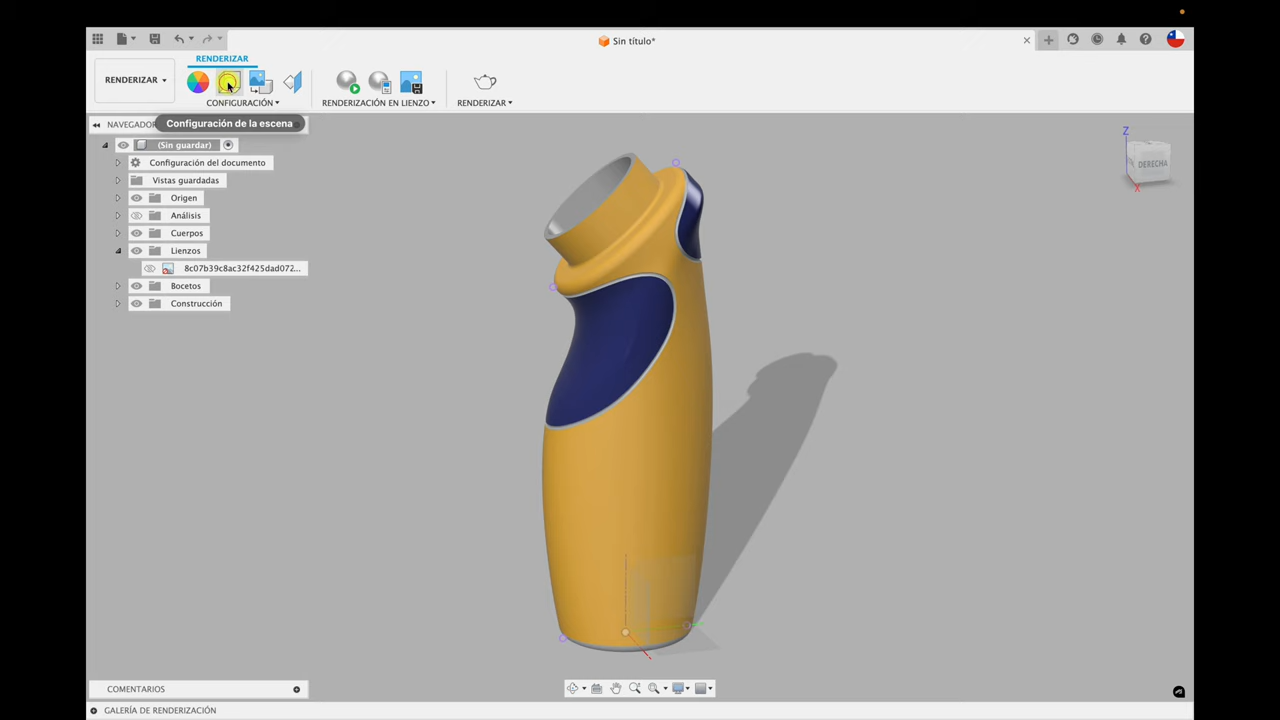 Sin título*
RENDERIZAR
RENDERIZAR
CONFIGURACIÓN
RENDERIZACIÓN EN LIENZO
RENDERIZAR
Configuración de la escena
NAVEGADOR
(Sin guardar)
Configuración del documento
Vistas guardadas
Origen
Análisis
Cuerpos
Lienzos
8c07b39c8ac32f425dad072...
Bocetos
Construcción
Z
DERECHA
X
COMENTARIOS
GALERÍA DE RENDERIZACIÓN